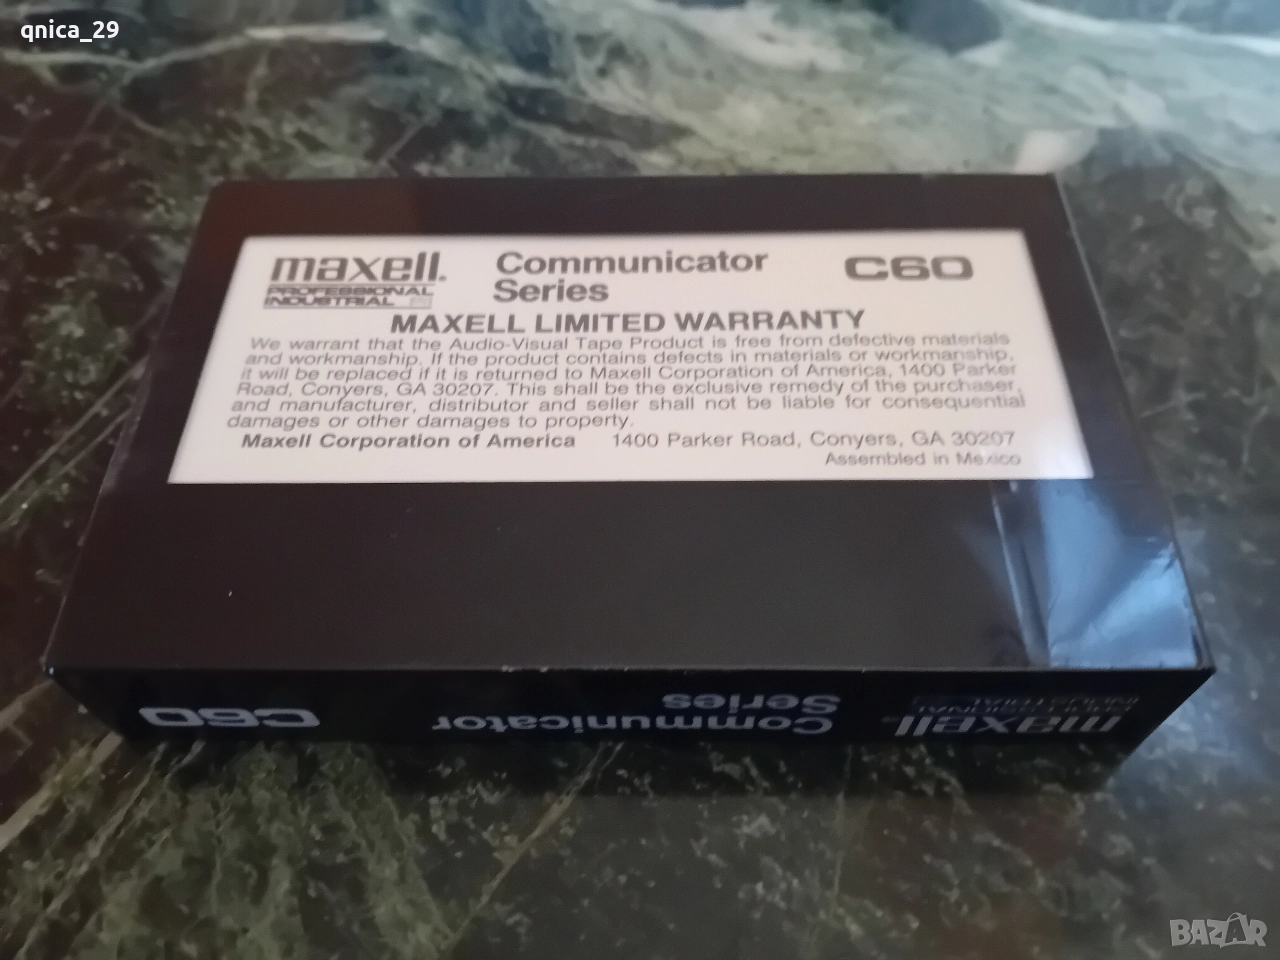 qnica_29
maxell. Communicator C60
PROFESSIONAL Series
INDUSTRIAL
MAXELL LIMITED WARRANTY
We warrant that the Audio-Visual Tape Product is free from defective materials
and workmanship. If the product contains defects in materials or workmanship,
it will be replaced if it is returned to Maxell Corporation of America, 1400 Parker
Road, Conyers, GA 30207. This shall be the exclusive remedy of the purchaser,
and manufacturer, distributor and seller shall not be liable for consequential
damages or other damages to property.
Maxell Corporation of America 1400 Parker Road, Conyers, GA 30207
Assembled in Mexico
maxell Communicator C60
PROFESSIONAL Series
INDUSTRIAL
BAZAR